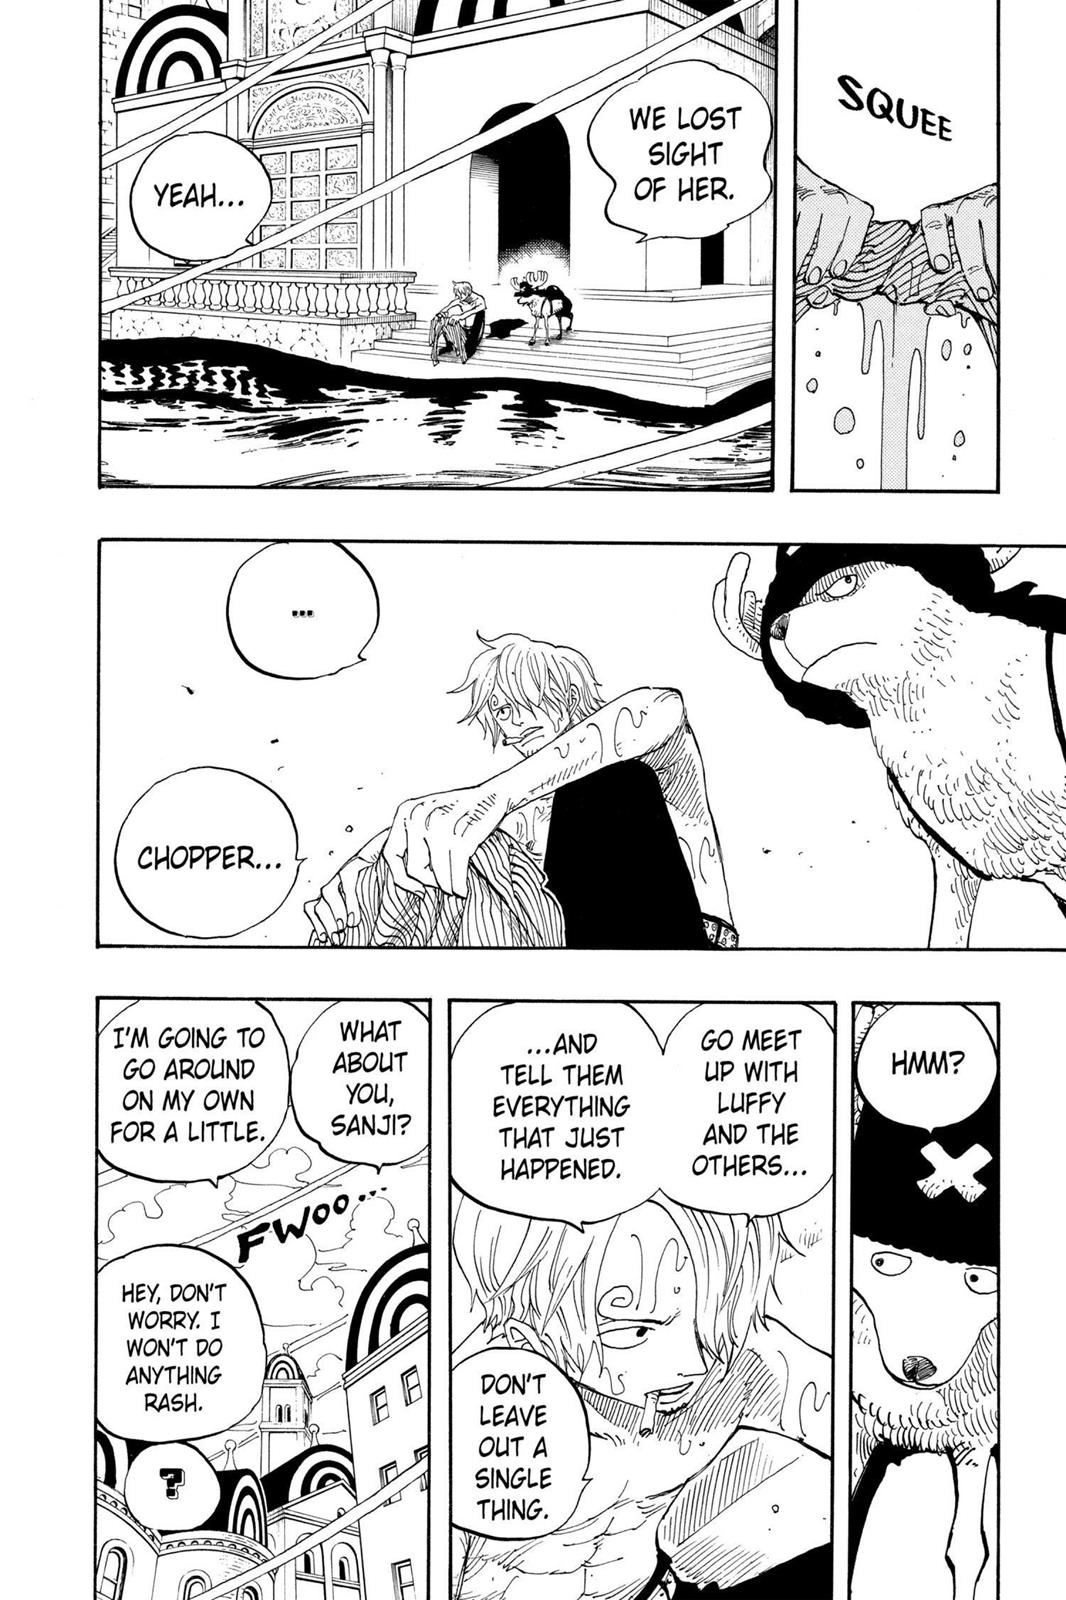 SQUEE
WE LOST
SIGHT
OF HER.
YEAH...
...
CHOPPER...
HMM?
GO MEET
UP WITH
LUFFY
AND THE
OTHERS...
...AND
TELL THEM
EVERYTHING
THAT JUST
HAPPENED.
DON'T
LEAVE
OUT A
SINGLE
THING.
WHAT
ABOUT
YOU,
SANJI?
I'M GOING TO
GO AROUND
ON MY OWN
FOR A LITTLE.
FWOO...
HEY, DON'T
WORRY. I
WON'T DO
ANYTHING
RASH.
?